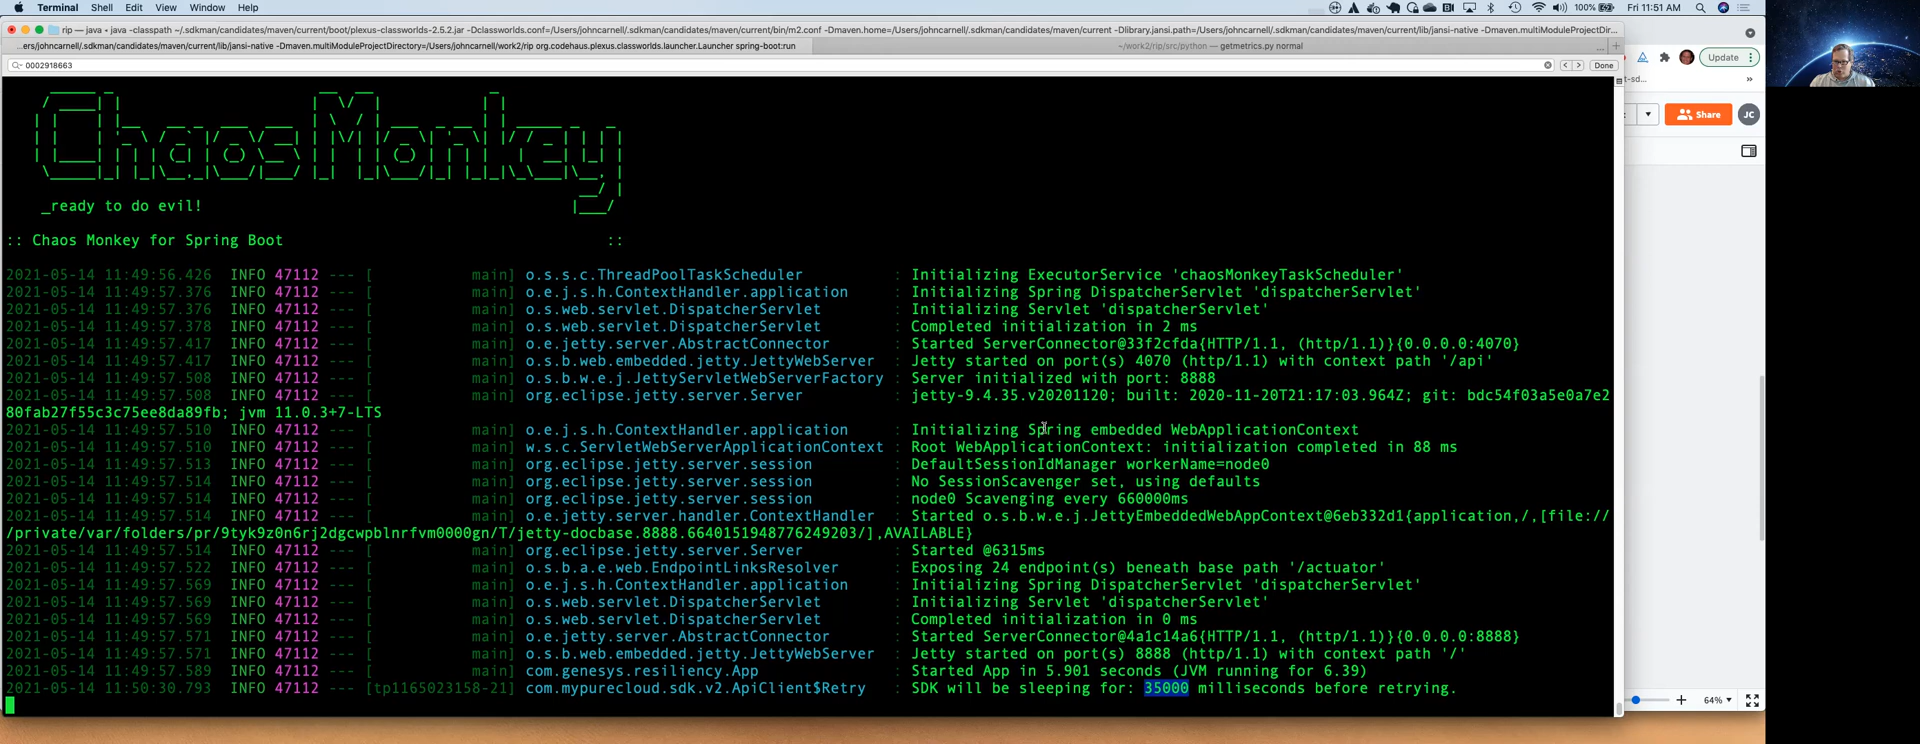 Terminal Shell Edit View Window Help 100% Fri 11:51 AM
rip — java ‹ java -classpath ~/.sdkman/candidates/maven/current/boot/plexus-classworlds-2.5.2.jar -Dclassworlds.conf=/Users/johncarnell/.sdkman/candidates/maven/current/bin/m2.conf -Dmaven.home=/Users/johncarnell/.sdkman/candidates/maven/current -Dlibrary.jansi.path=/Users/johncarnell/.sdkman/candidates/maven/current/lib/jansi-native -Dmaven.multiModuleProjectDir=/...
...ers/johncarnell/.sdkman/candidates/maven/current/lib/jansi-native -Dmaven.multiModuleProjectDirectory=/Users/johncarnell/work2/rip org.codehaus.plexus.classworlds.launcher.Launcher spring-boot:run ~/work2/rip/src/python — getmetrics.py normal
0002918663 Done
Update
Share JC
ChaosMonkey
_ready to do evil!
:: Chaos Monkey for Spring Boot ::
2021-05-14 11:49:56.426 INFO 47112 --- [ main] o.s.s.c.ThreadPoolTaskScheduler : Initializing ExecutorService 'chaosMonkeyTaskScheduler'
2021-05-14 11:49:57.376 INFO 47112 --- [ main] o.e.j.s.h.ContextHandler.application : Initializing Spring DispatcherServlet 'dispatcherServlet'
2021-05-14 11:49:57.376 INFO 47112 --- [ main] o.s.web.servlet.DispatcherServlet : Initializing Servlet 'dispatcherServlet'
2021-05-14 11:49:57.378 INFO 47112 --- [ main] o.s.web.servlet.DispatcherServlet : Completed initialization in 2 ms
2021-05-14 11:49:57.417 INFO 47112 --- [ main] o.e.jetty.server.AbstractConnector : Started ServerConnector@33f2cfda{HTTP/1.1, (http/1.1)}{0.0.0.0:4070}
2021-05-14 11:49:57.417 INFO 47112 --- [ main] o.s.b.web.embedded.jetty.JettyWebServer : Jetty started on port(s) 4070 (http/1.1) with context path '/api'
2021-05-14 11:49:57.508 INFO 47112 --- [ main] o.s.b.w.e.j.JettyServletWebServerFactory : Server initialized with port: 8888
2021-05-14 11:49:57.508 INFO 47112 --- [ main] org.eclipse.jetty.server.Server : jetty-9.4.35.v20201120; built: 2020-11-20T21:17:03.964Z; git: bdc54f03a5e0a7e2
80fab27f55c3c75ee8da89fb; jvm 11.0.3+7-LTS
2021-05-14 11:49:57.510 INFO 47112 --- [ main] o.e.j.s.h.ContextHandler.application : Initializing Spring embedded WebApplicationContext
2021-05-14 11:49:57.510 INFO 47112 --- [ main] w.s.c.ServletWebServerApplicationContext : Root WebApplicationContext: initialization completed in 88 ms
2021-05-14 11:49:57.513 INFO 47112 --- [ main] org.eclipse.jetty.server.session : DefaultSessionIdManager workerName=node0
2021-05-14 11:49:57.514 INFO 47112 --- [ main] org.eclipse.jetty.server.session : No SessionScavenger set, using defaults
2021-05-14 11:49:57.514 INFO 47112 --- [ main] org.eclipse.jetty.server.session : node0 Scavenging every 660000ms
2021-05-14 11:49:57.514 INFO 47112 --- [ main] o.e.jetty.server.handler.ContextHandler : Started o.s.b.w.e.j.JettyEmbeddedWebAppContext@6eb332d1{application,/,[file://
/private/var/folders/pr/9tyk9z0n6rj2dgcwpblnrfvm0000gn/T/jetty-docbase.8888.6640151948776249203/],AVAILABLE}
2021-05-14 11:49:57.514 INFO 47112 --- [ main] org.eclipse.jetty.server.Server : Started @6315ms
2021-05-14 11:49:57.522 INFO 47112 --- [ main] o.s.b.a.e.web.EndpointLinksResolver : Exposing 24 endpoint(s) beneath base path '/actuator'
2021-05-14 11:49:57.569 INFO 47112 --- [ main] o.e.j.s.h.ContextHandler.application : Initializing Spring DispatcherServlet 'dispatcherServlet'
2021-05-14 11:49:57.569 INFO 47112 --- [ main] o.s.web.servlet.DispatcherServlet : Initializing Servlet 'dispatcherServlet'
2021-05-14 11:49:57.569 INFO 47112 --- [ main] o.s.web.servlet.DispatcherServlet : Completed initialization in 0 ms
2021-05-14 11:49:57.571 INFO 47112 --- [ main] o.e.jetty.server.AbstractConnector : Started ServerConnector@4a1c14a6{HTTP/1.1, (http/1.1)}{0.0.0.0:8888}
2021-05-14 11:49:57.571 INFO 47112 --- [ main] o.s.b.web.embedded.jetty.JettyWebServer : Jetty started on port(s) 8888 (http/1.1) with context path '/'
2021-05-14 11:49:57.589 INFO 47112 --- [ main] com.genesys.resiliency.App : Started App in 5.901 seconds (JVM running for 6.39)
2021-05-14 11:50:30.793 INFO 47112 --- [tp1165023158-21] com.mypurecloud.sdk.v2.ApiClient$Retry : SDK will be sleeping for: 35000 milliseconds before retrying.
64%